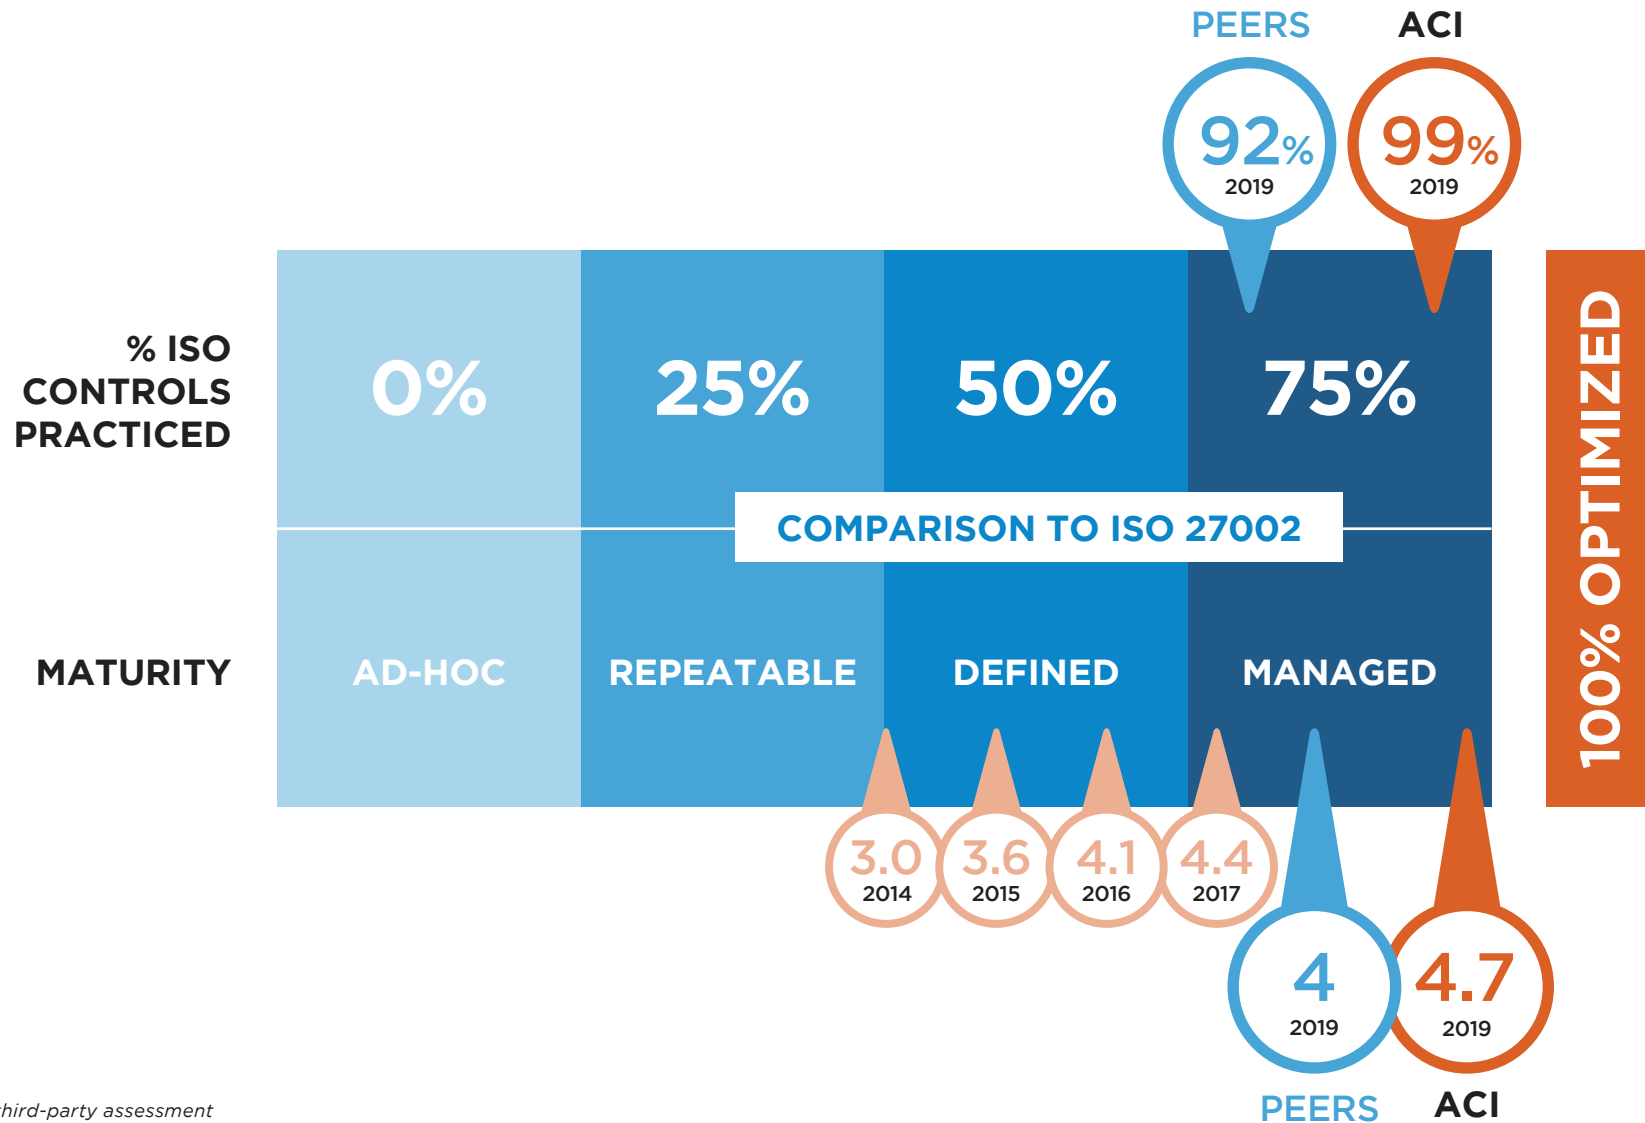 PEERS ACI
92% 99%
2019 2019
% ISO
CONTROLS
PRACTICED
0% 25% 50% 75%
100% OPTIMIZED
COMPARISON TO ISO 27002
MATURITY
AD-HOC REPEATABLE DEFINED MANAGED
3.0 3.6 4.1 4.4
2014 2015 2016 2017
4 4.7
2019 2019
PEERS ACI
party assessment